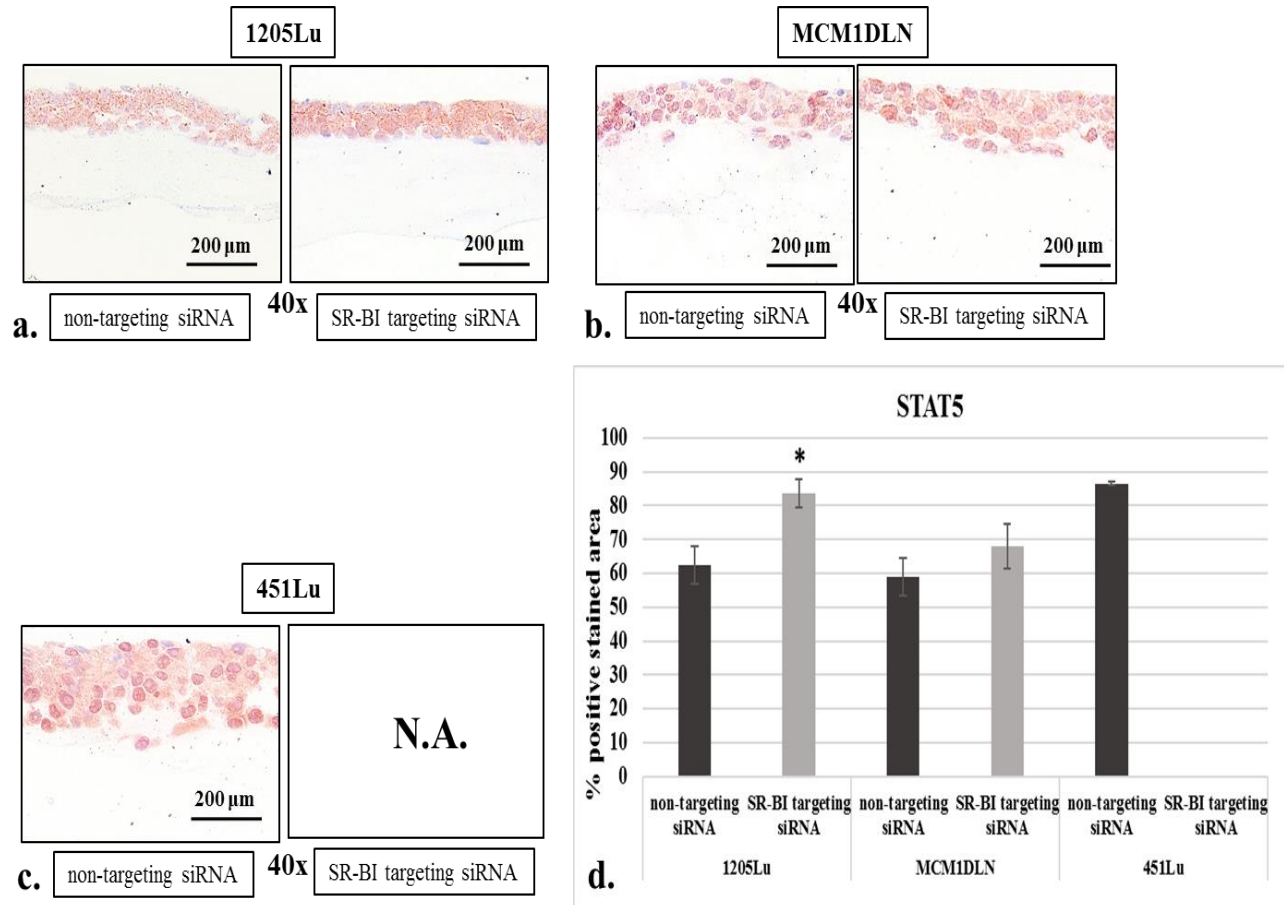 1205Lu
200 µm
200 µm
a.
non-targeting siRNA
40x
SR-BI targeting siRNA
MCM1DLN
200 µm
200 µm
b.
non-targeting siRNA
40x
SR-BI targeting siRNA
451Lu
200 µm
N.A.
c.
non-targeting siRNA
40x
SR-BI targeting siRNA
STAT5
% positive stained area
100
90
80
70
60
50
40
30
20
10
0
*
non-targeting
siRNA
SR-BI targeting
siRNA
non-targeting
siRNA
SR-BI targeting
siRNA
non-targeting
siRNA
SR-BI targeting
siRNA
1205Lu
MCM1DLN
451Lu
d.